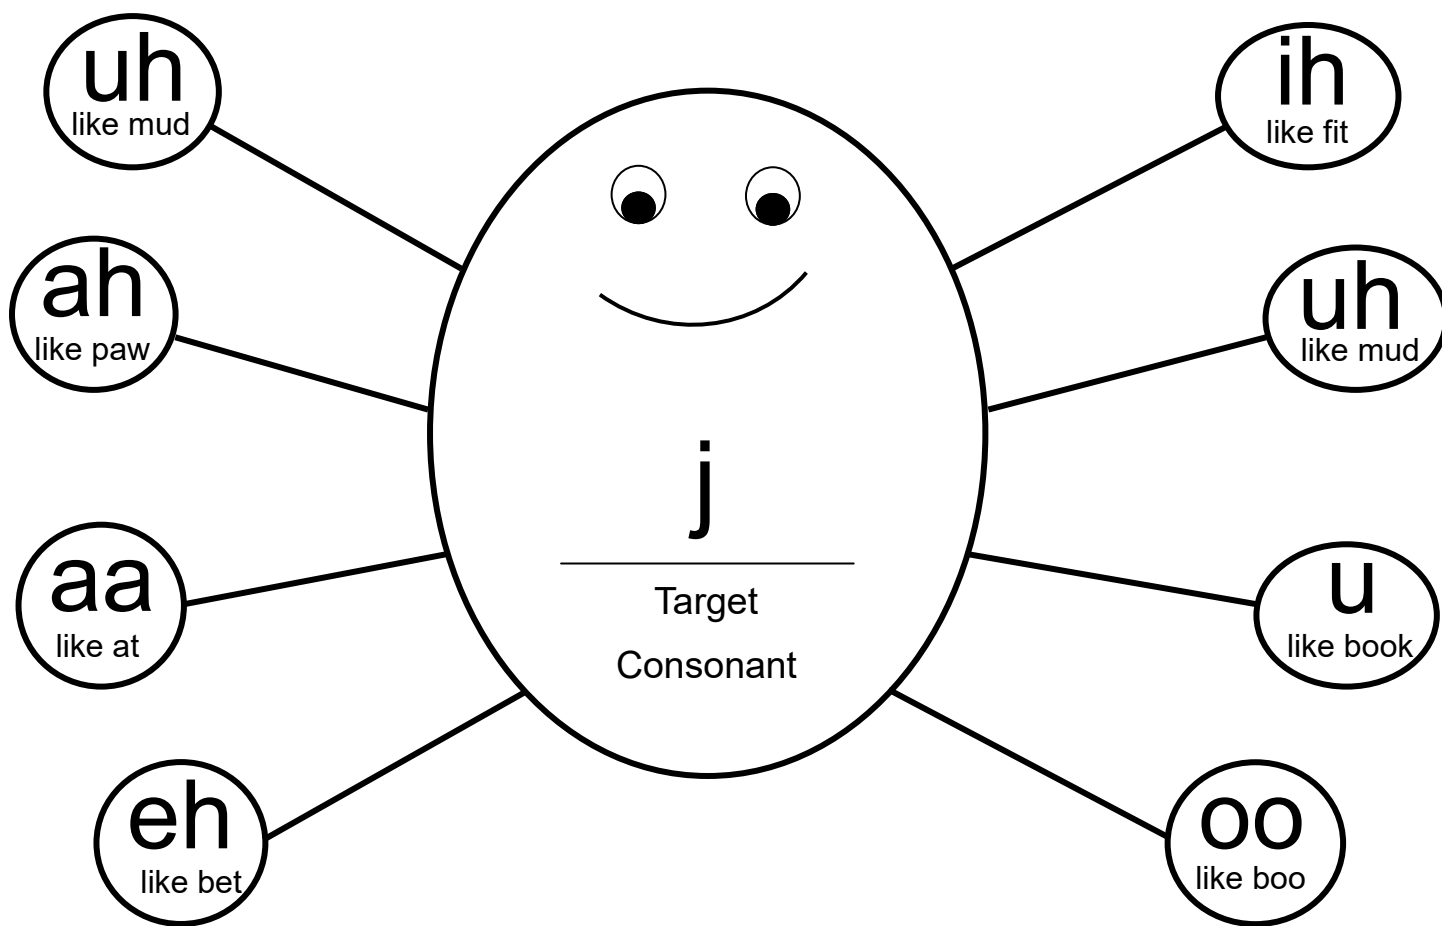 uh
like mud
ah
like paw
aa
like at
eh
like bet
j
Target
Consonant
ih
like fit
uh
like mud
u
like book
oo
like boo